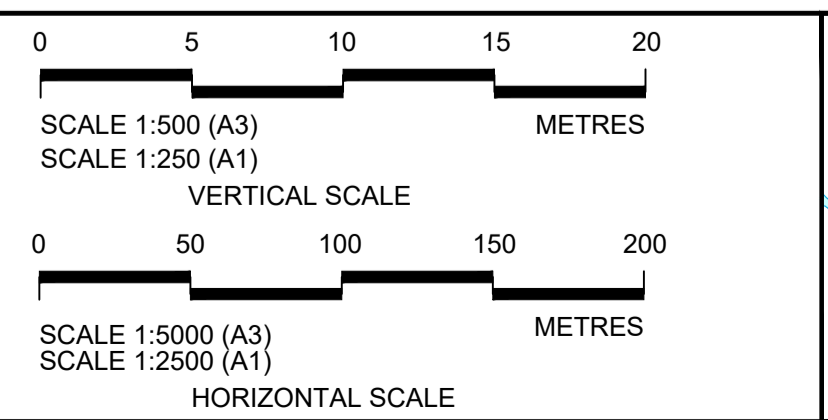 0 5 10 15 20
SCALE 1:500 (A3) METRES
SCALE 1:250 (A1)
VERTICAL SCALE
0 50 100 150 200
SCALE 1:5000 (A3) METRES
SCALE 1:2500 (A1)
HORIZONTAL SCALE